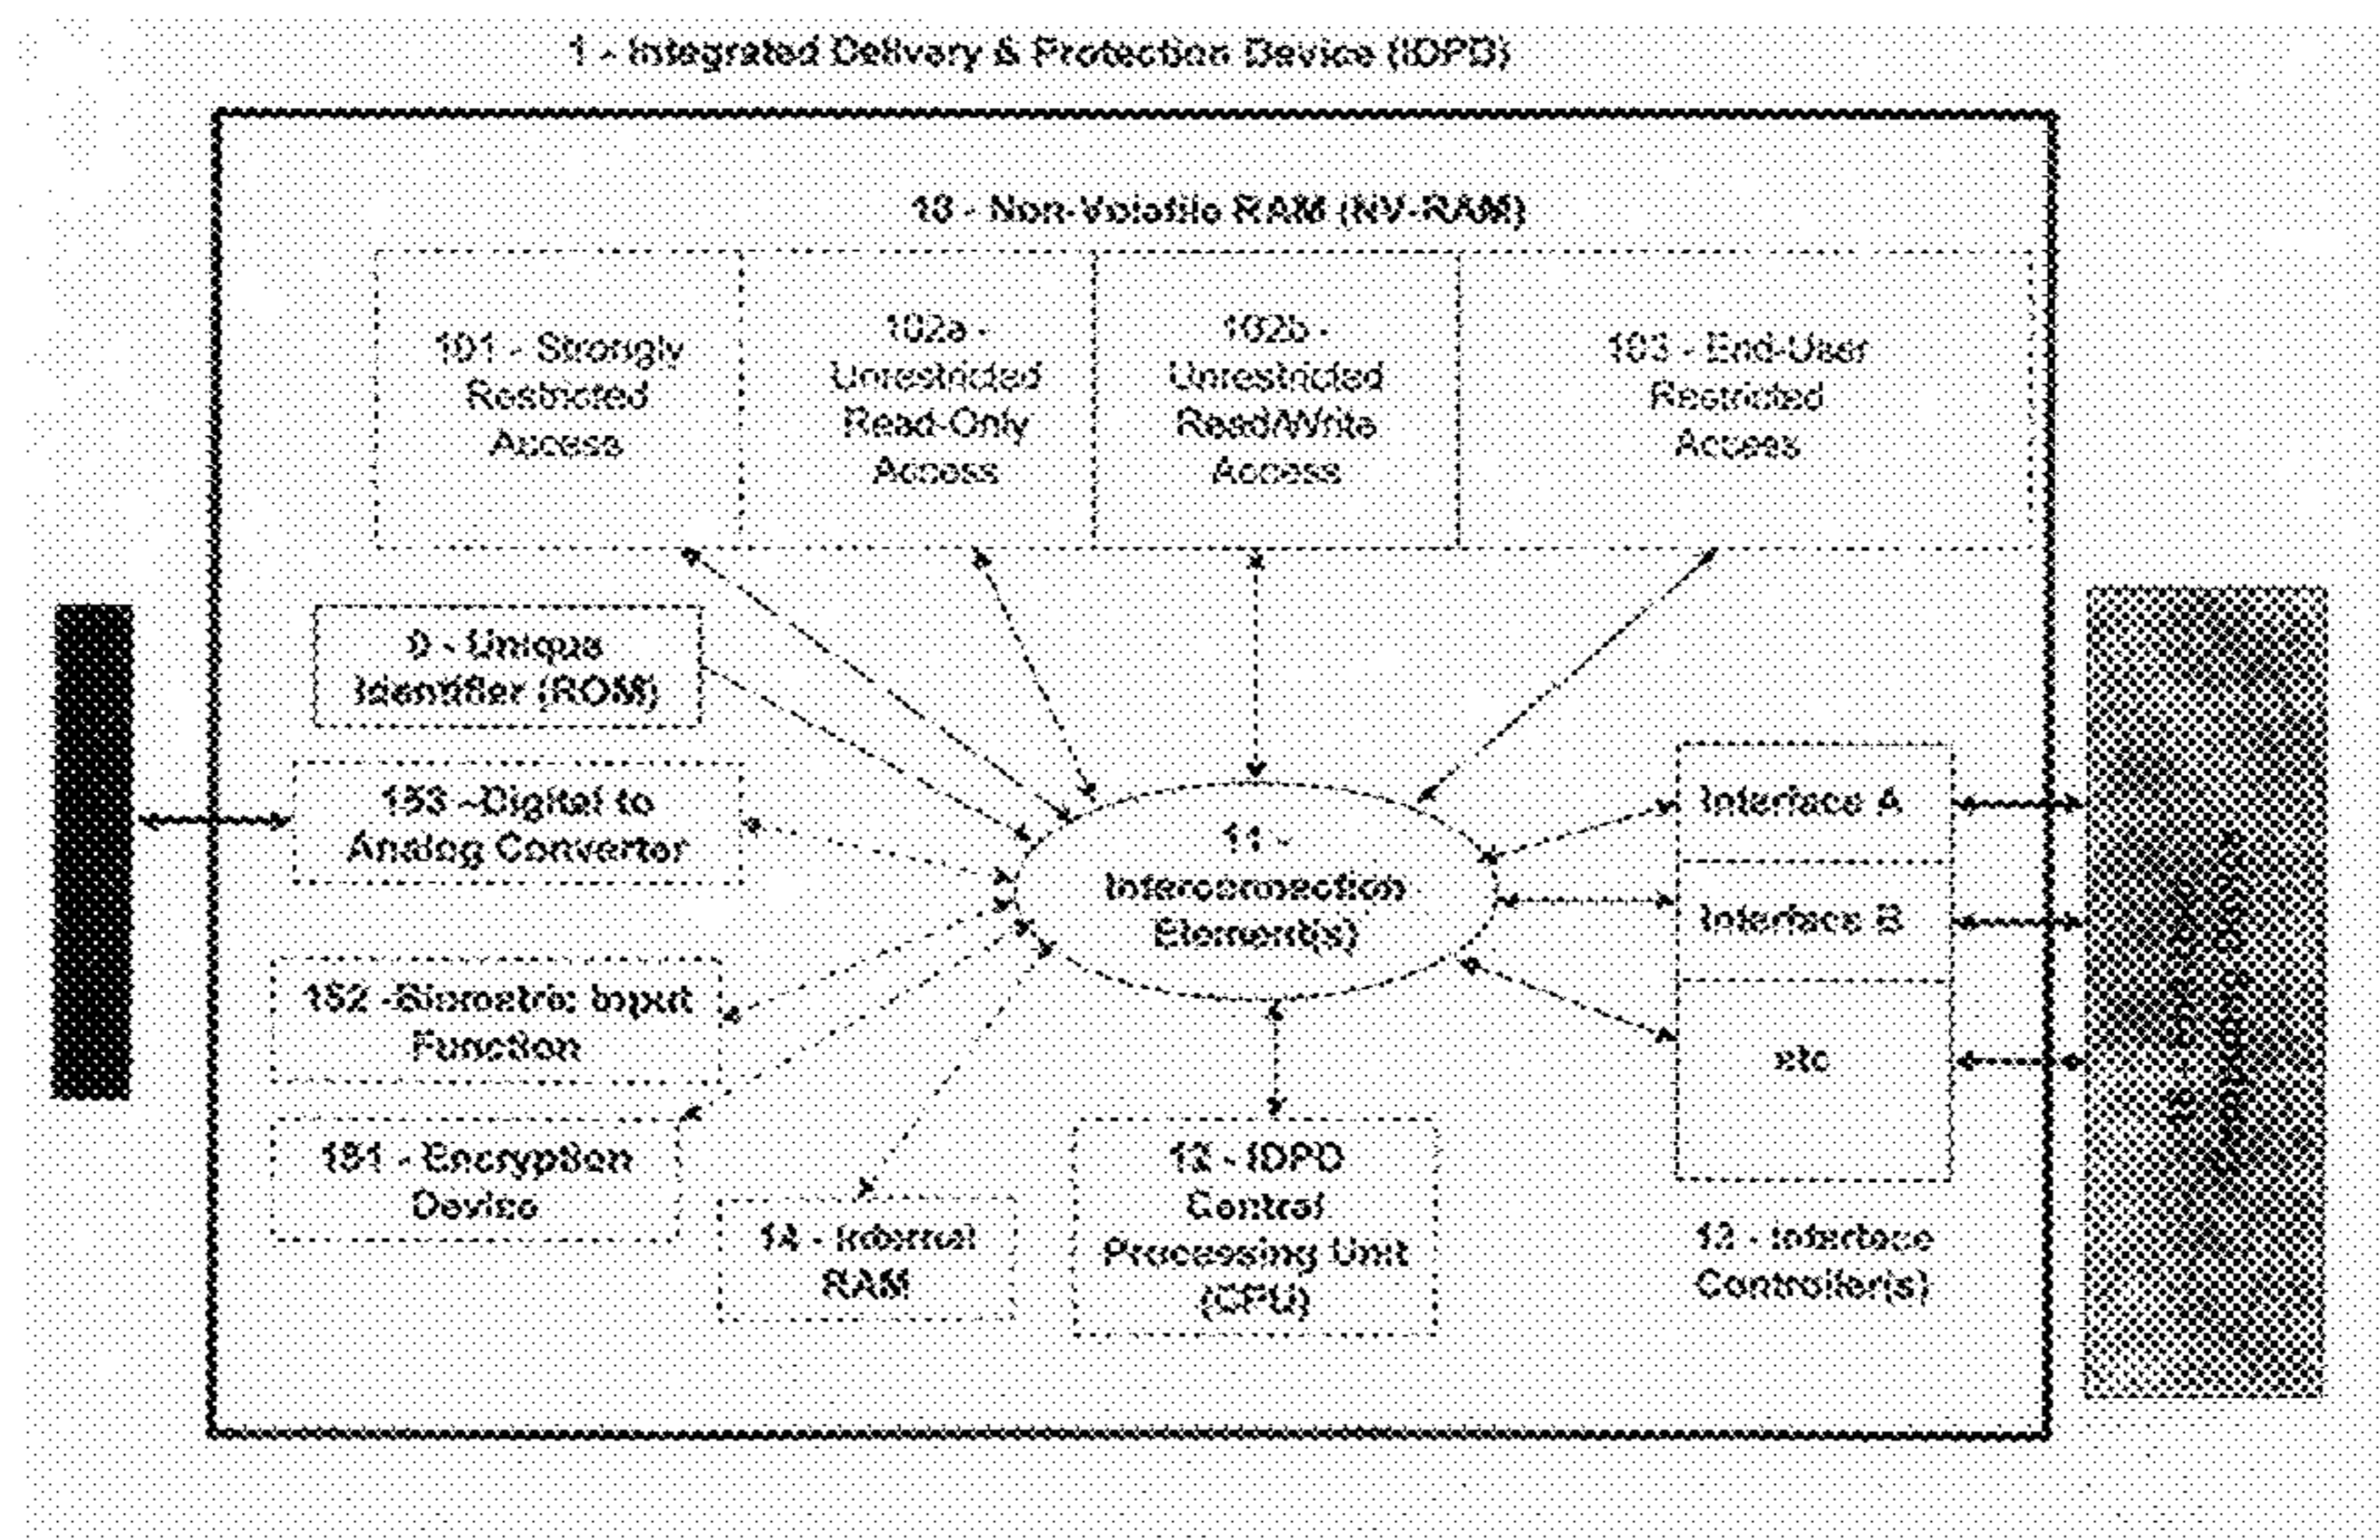 1 - Integrated Delivery & Protection Device (IDPD)
10 - Non-Volatile RAM (NV-RAM)
101 - Strongly
Restricted
Access
102a -
Unrestricted
Read-Only
Access
102b -
Unrestricted
Read/Write
Access
103 - End-User
Restricted
Access
0 - Unique
Identifier (ROM)
153 - Digital to
Analog Converter
152 - Biometric Input
Function
151 - Encryption
Device
14 - Internal
RAM
11 -
Interconnection
Element(s)
12 - IDPD
Central
Processing Unit
(CPU)
Interface A
Interface B
etc
13 - Interface
Controller(s)